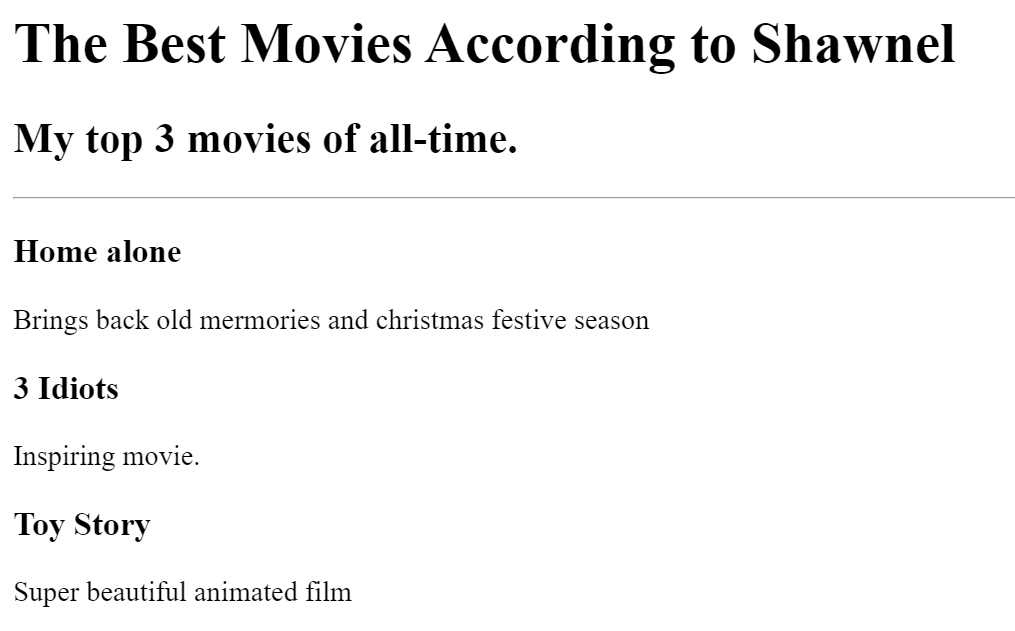 The Best Movies According to Shawnel
My top 3 movies of all-time.
Home alone
Brings back old mermories and christmas festive season
3 Idiots
Inspiring movie.
Toy Story
Super beautiful animated film